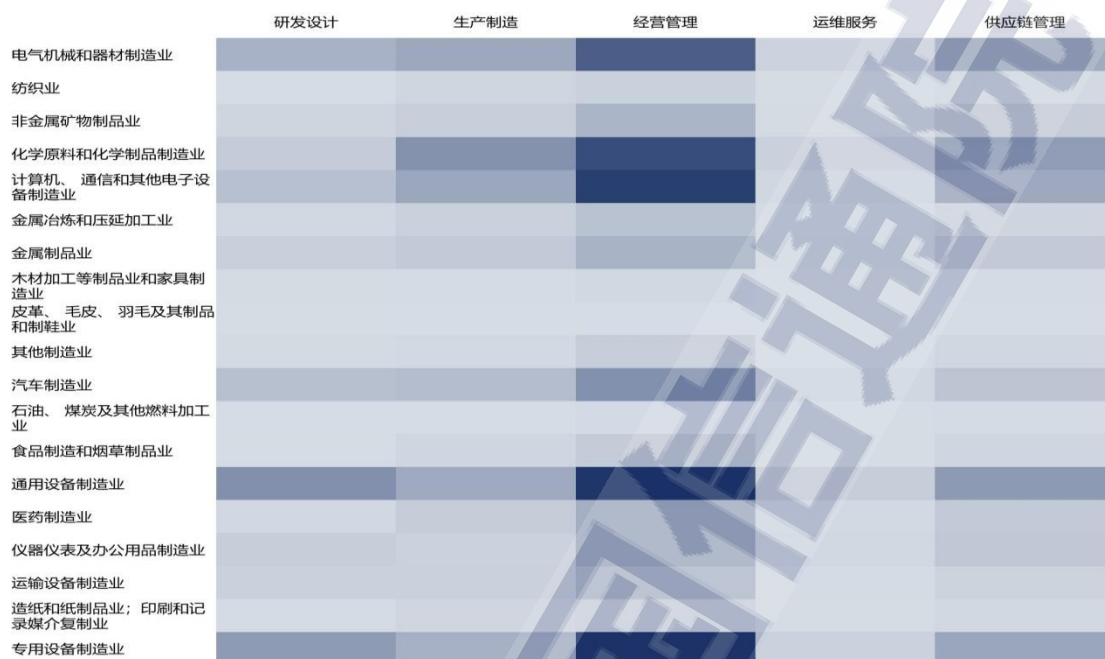 研发设计 生产制造 经营管理 运维服务 供应链管理
电气机械和器材制造业
纺织业
非金属矿物制品业
化学原料和化学制品制造业
计算机、 通信和其他电子设
备制造业
金属冶炼和压延加工业
金属制品业
木材加工等制品业和家具制
造业
皮革、 毛皮、 羽毛及其制品
和制鞋业
其他制造业
汽车制造业
石油、 煤炭及其他燃料加工
业
食品制造和烟草制品业
通用设备制造业
医药制造业
仪器仪表及办公用品制造业
运输设备制造业
造纸和纸制品业；印刷和记
录媒介复制业
专用设备制造业
信通院